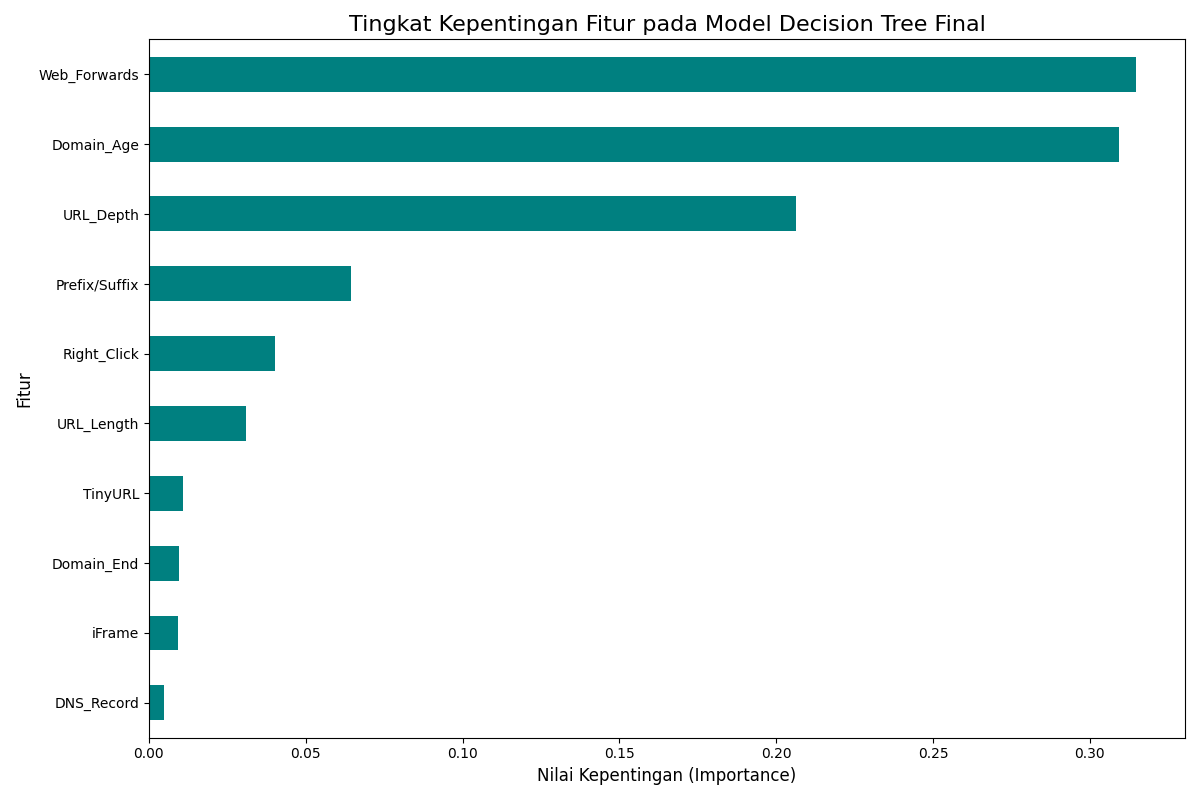 Tingkat Kepentingan Fitur pada Model Decision Tree Final
Web_Forwards
Domain_Age
URL_Depth
Prefix/Suffix
Right_Click
URL_Length
TinyURL
Domain_End
iFrame
DNS_Record
Fitur
0.00 0.05 0.10 0.15 0.20 0.25 0.30
Nilai Kepentingan (Importance)